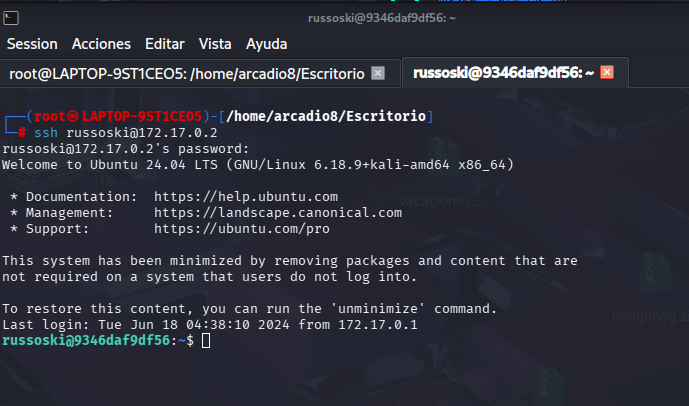 russoski@9346daf9df56: ~
Session Acciones Editar Vista Ayuda
root@LAPTOP-9ST1CEO5: /home/arcadio8/Escritorio
russoski@9346daf9df56: ~
┌──(root㉿LAPTOP-9ST1CEO5)-[/home/arcadio8/Escritorio]
└─# ssh russoski@172.17.0.2
russoski@172.17.0.2's password:
Welcome to Ubuntu 24.04 LTS (GNU/Linux 6.18.9+kali-amd64 x86_64)
* Documentation: https://help.ubuntu.com
* Management: https://landscape.canonical.com
* Support: https://ubuntu.com/pro
This system has been minimized by removing packages and content that are
not required on a system that users do not log into.
To restore this content, you can run the 'unminimize' command.
Last login: Tue Jun 18 04:38:10 2024 from 172.17.0.1
russoski@9346daf9df56:~$
vacaciones....
hedgehog.z